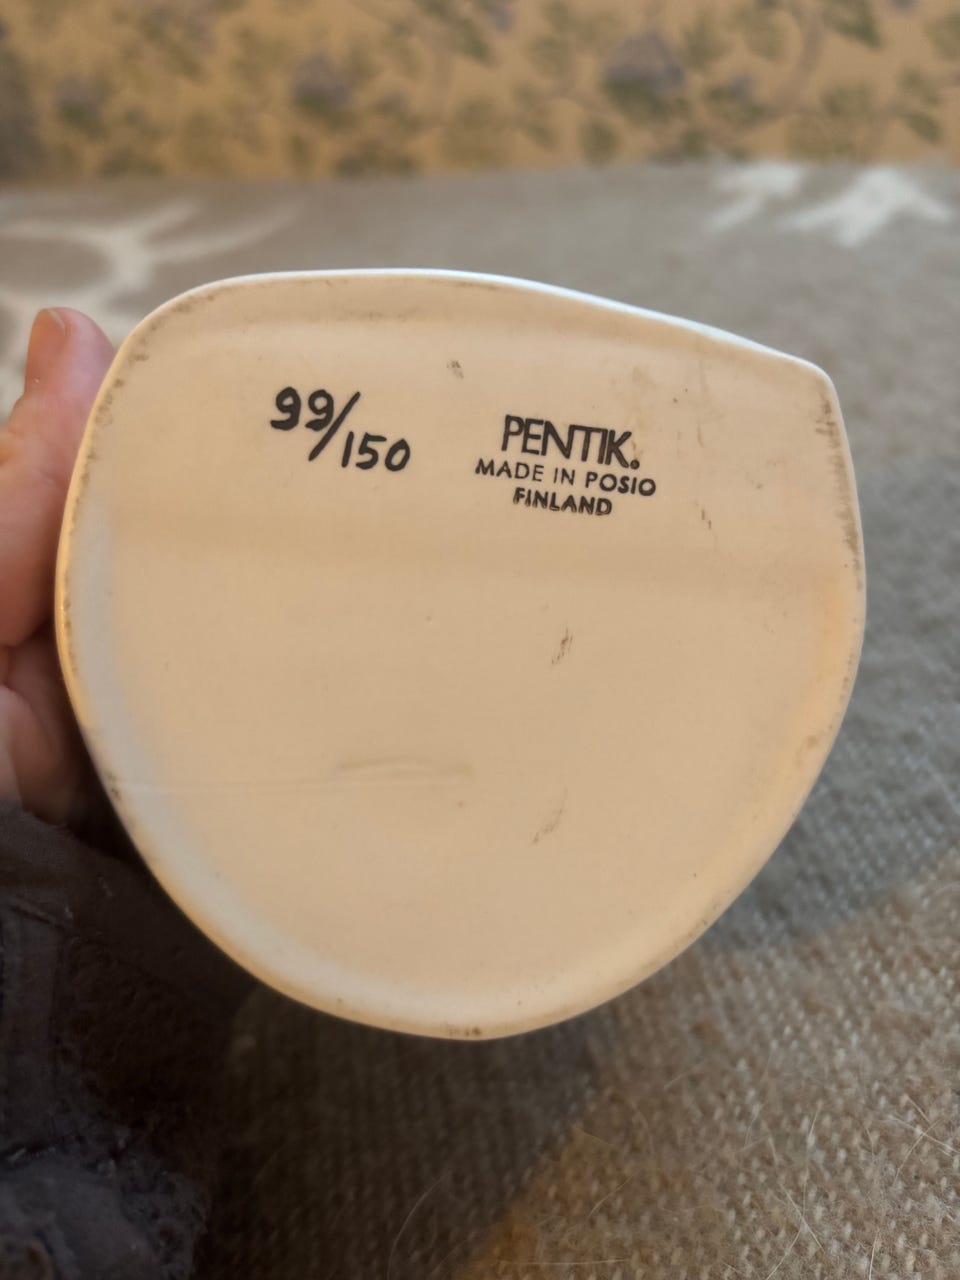 99/150
PENTIK.
MADE IN POSIO
FINLAND